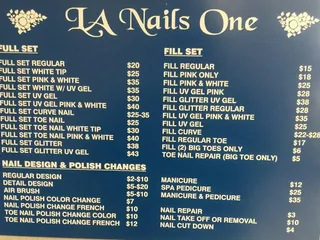 LA Nails One
FULL SET
FULL SET REGULAR $20
FULL SET WHITE TIP $25
FULL SET PINK & WHITE $35
FULL SET WHITE W/ UV GEL $35
FULL SET UV GEL $35
FULL SET UV GEL PINK & WHITE $40
FULL SET CURVE NAIL $25-35
FULL SET TOE NAIL $25
FULL SET TOE NAIL WHITE TIP $30
FULL SET TOE NAIL PINK & WHITE $40
FULL SET GLITTER $38
FULL SET GLITTER UV GEL $43
FILL SET
FILL REGULAR $15
FILL PINK ONLY $18
FILL PINK & WHITE $25
FILL UV GEL PINK $25
FILL GLITTER UV GEL $38
FILL GLITTER REGULAR
FILL UV GEL PINK & WHITE
FILL UV GEL $25
FILL CURVE $22-$28
FILL REGULAR TOE $17
FILL (2) BIG TOES ONLY $6
TOE NAIL REPAIR (BIG TOE ONLY) $5
NAIL DESIGN & POLISH CHANGES
REGULAR DESIGN $2-$10
DETAIL DESIGN $5-$20
AIR BRUSH $5-$10
NAIL POLISH COLOR CHANGE $7
NAIL POLISH CHANGE FRENCH $10
TOE NAIL POLISH CHANGE COLOR $10
TOE NAIL POLISH CHANGE FRENCH $12
MANICURE $12
SPA PEDICURE $25
MANICURE & PEDICURE $35
NAIL REPAIR $3
NAIL TAKE OFF OR REMOVAL $10
NAIL CUT DOWN $4